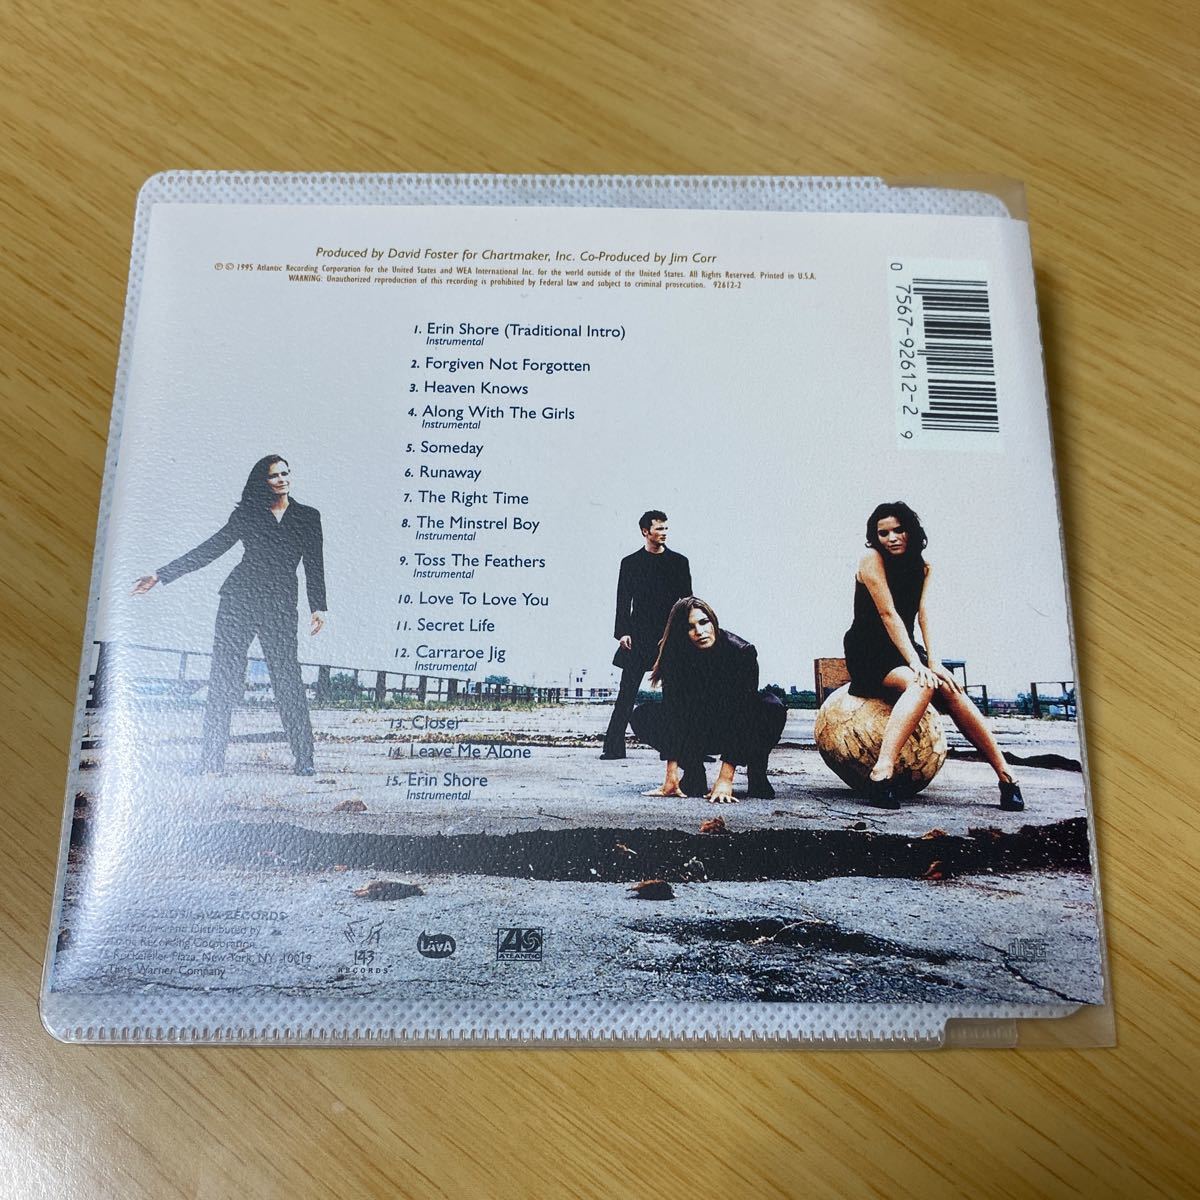 Produced by David Foster for Chartmaker, Inc. Co-Produced by Jim Corr
℗ © 1995 Atlantic Recording Corporation for the United States and WEA International Inc. for the world outside of the United States. All Rights Reserved. Printed in U.S.A.
WARNING: Unauthorized reproduction of this recording is prohibited by Federal law and subject to criminal prosecution. 92612-2
0 7567-92612-2 9
1. Erin Shore (Traditional Intro)
Instrumental
2. Forgiven Not Forgotten
3. Heaven Knows
4. Along With The Girls
Instrumental
5. Someday
6. Runaway
7. The Right Time
8. The Minstrel Boy
Instrumental
9. Toss The Feathers
Instrumental
10. Love To Love You
11. Secret Life
12. Carraroe Jig
Instrumental
13. Closer
14. Leave Me Alone
15. Erin Shore
Instrumental
LAVA RECORDS
and Distributed by
Recording Corporation
Rockefeller Plaza, New York, NY 10019
Time Warner Company
143
RECORDS
LAVA
ATLANTIC
disc